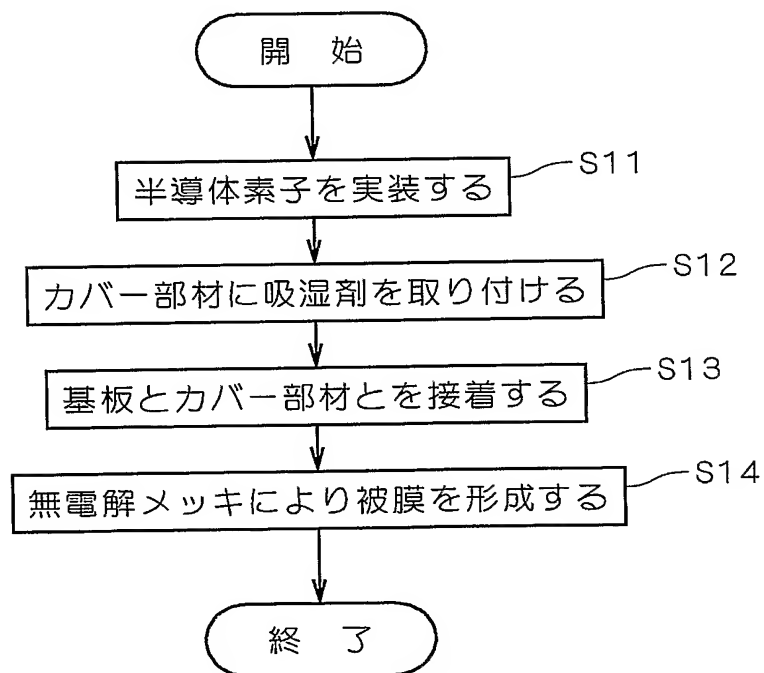 開 始
半導体素子を実装する
S11
カバー部材に吸湿剤を取り付ける
S12
基板とカバー部材とを接着する
S13
無電解メッキにより被膜を形成する
S14
終 了